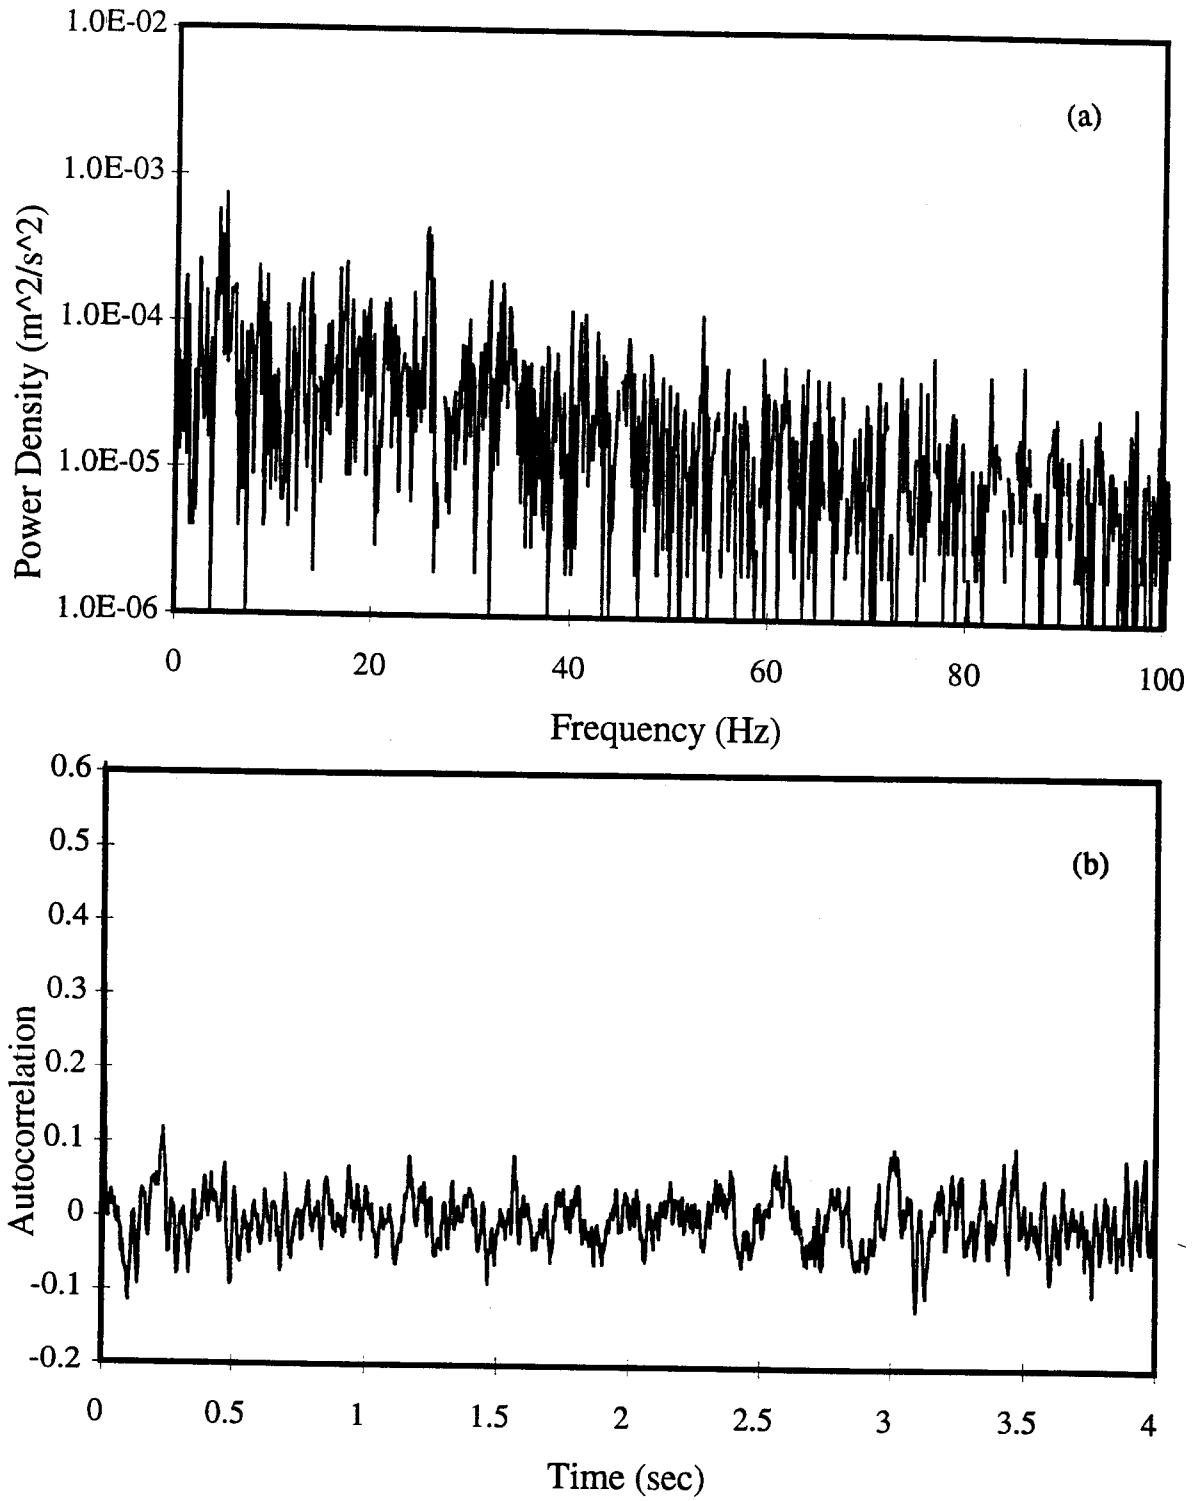 1.0E-02
(a)
1.0E-03
1.0E-04
1.0E-05
1.0E-06
Power Density (m^2/s^2)
0 20 40 60 80 100
Frequency (Hz)
0.6
0.5
(b)
0.4
0.3
0.2
0.1
0
-0.1
-0.2
Autocorrelation
0 0.5 1 1.5 2 2.5 3 3.5 4
Time (sec)